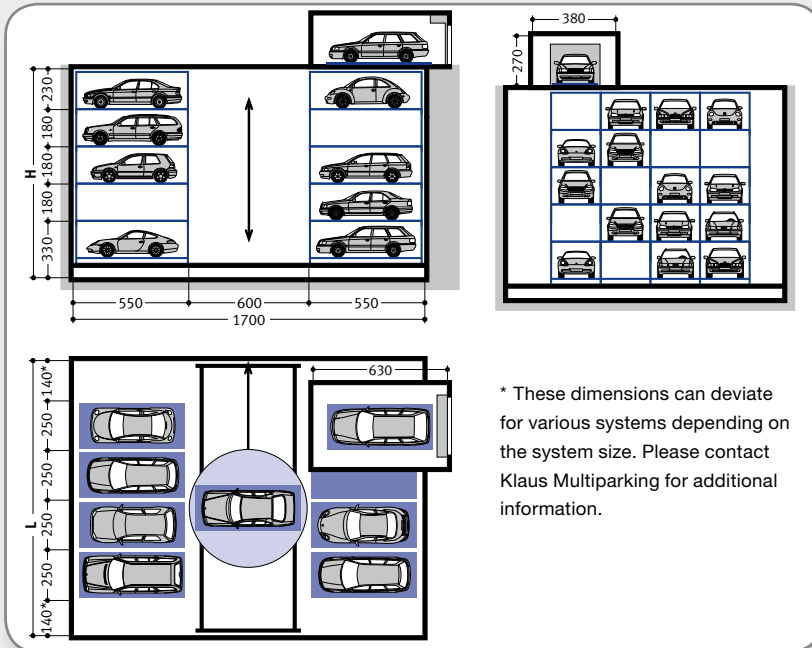 380
270
230
180
180
180
330
H
550
600
550
1700
140*
250
250
250
250
140*
L
630
* These dimensions can deviate
for various systems depending on
the system size. Please contact
Klaus Multiparking for additional
information.